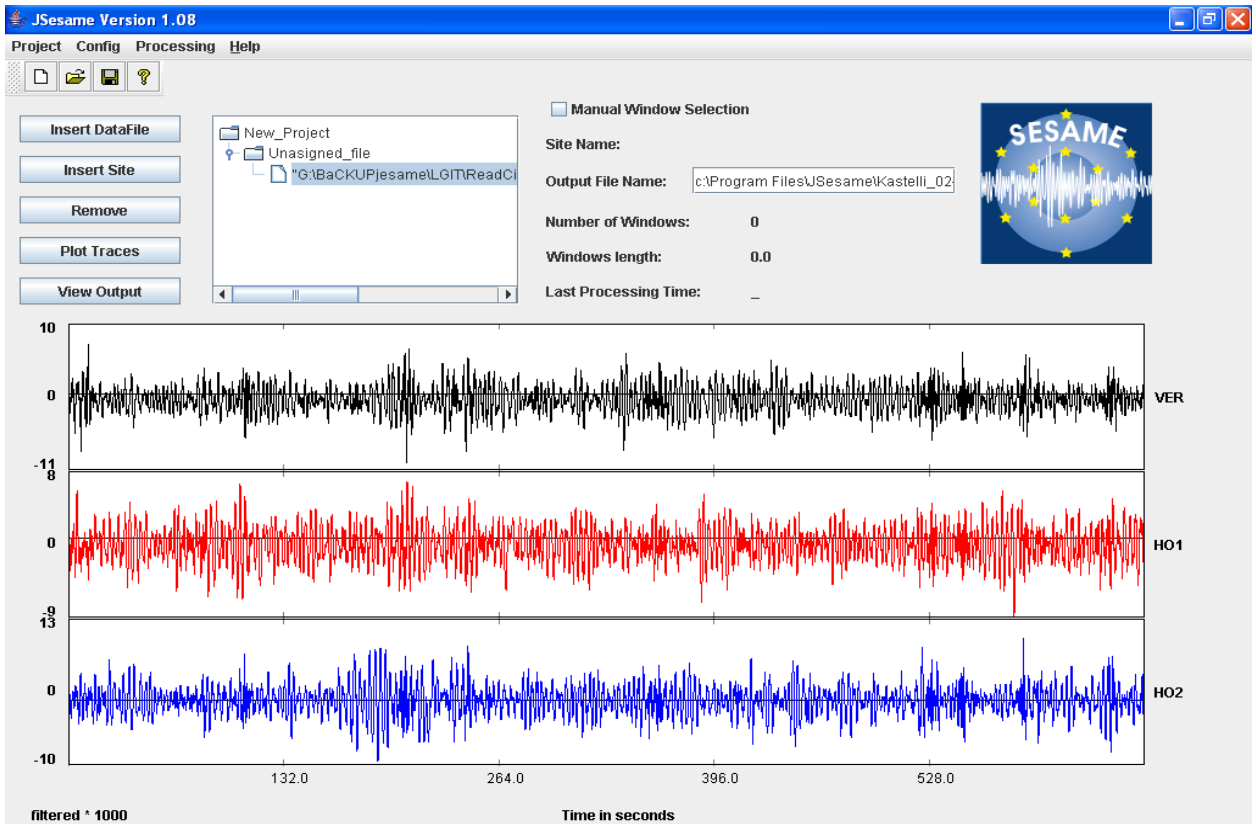 JSesame Version 1.08
Project Config Processing Help
Insert DataFile
Insert Site
Remove
Plot Traces
View Output
New_Project
Unasigned_file
"G:\BaCKUPjesame\LGIT\ReadCi
Manual Window Selection
Site Name:
Output File Name: c:\Program Files\JSesame\Kastelli_02
Number of Windows: 0
Windows length: 0.0
Last Processing Time: _
SESAME
10
0
-11
VER
8
0
-9
HO1
13
0
-10
HO2
132.0 264.0 396.0 528.0
filtered * 1000 Time in seconds